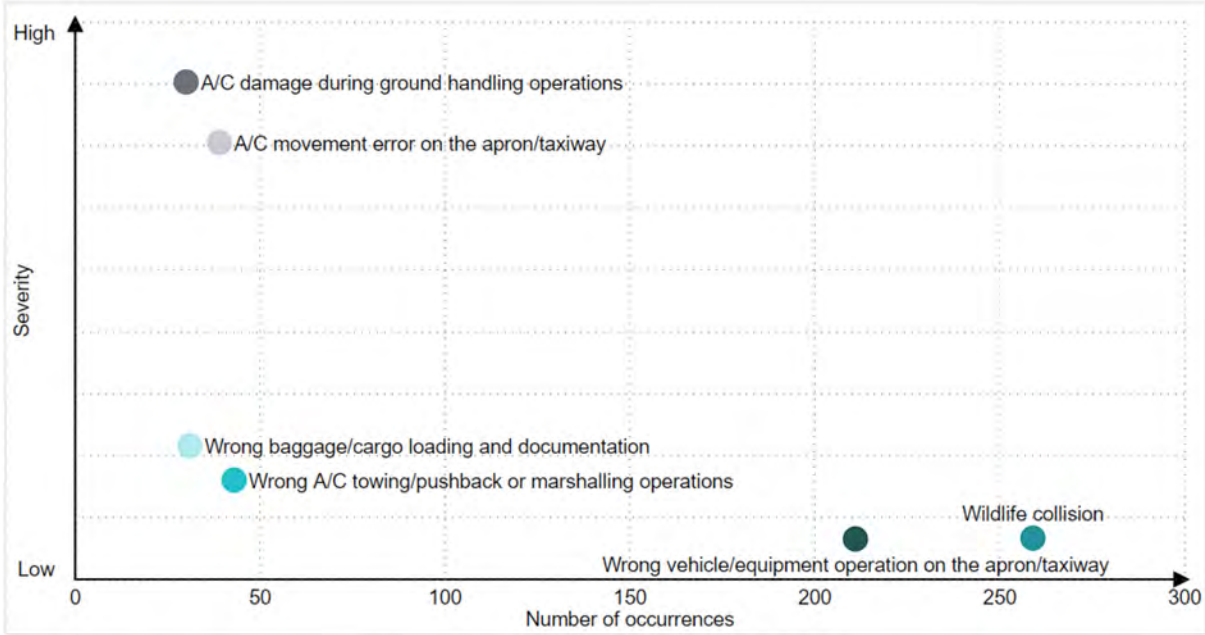 High
A/C damage during ground handling operations
A/C movement error on the apron/taxiway
Severity
Wrong baggage/cargo loading and documentation
Wrong A/C towing/pushback or marshalling operations
Wildlife collision
Wrong vehicle/equipment operation on the apron/taxiway
Low
0 50 100 150 200 250 300
Number of occurrences